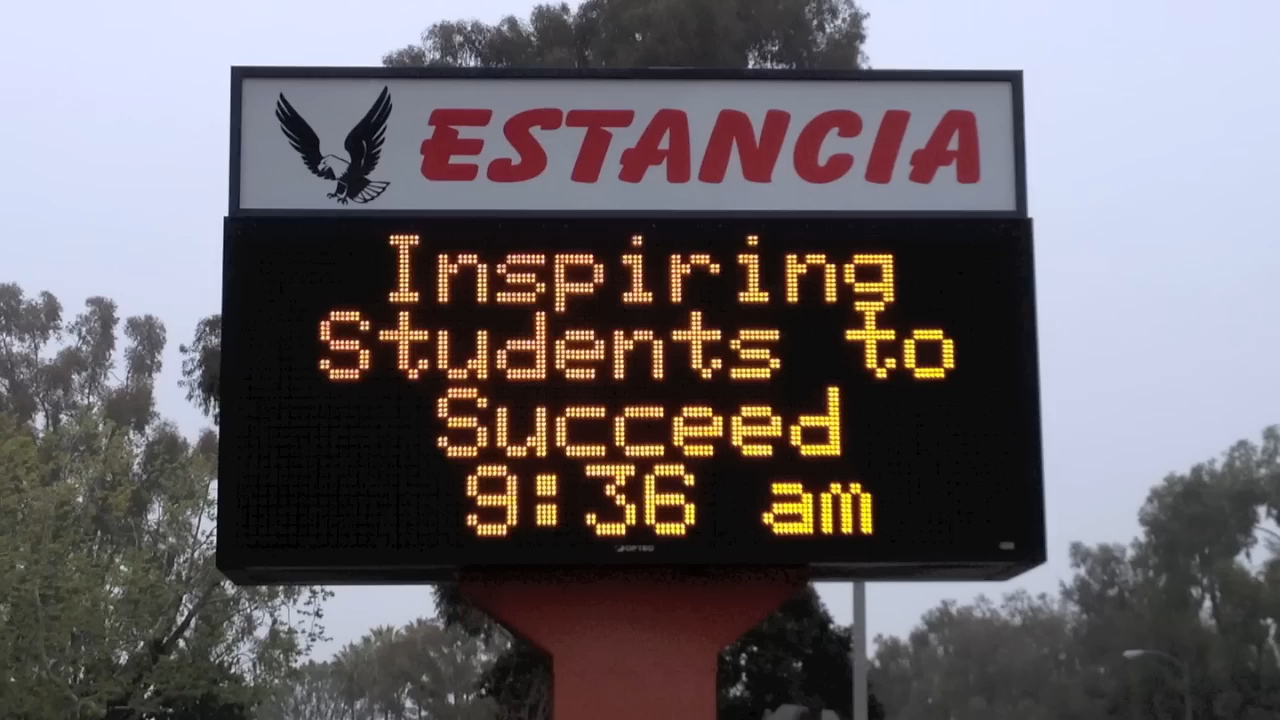 ESTANCIA
Inspiring
Students to
Succeed
9:36 am